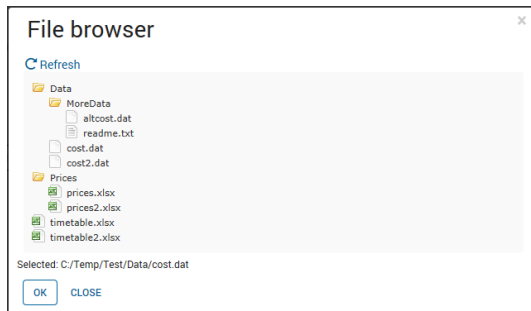 File browser
×
Refresh
Data
MoreData
altcost.dat
readme.txt
cost.dat
cost2.dat
Prices
prices.xlsx
prices2.xlsx
timetable.xlsx
timetable2.xlsx
Selected: C:/Temp/Test/Data/cost.dat
OK CLOSE